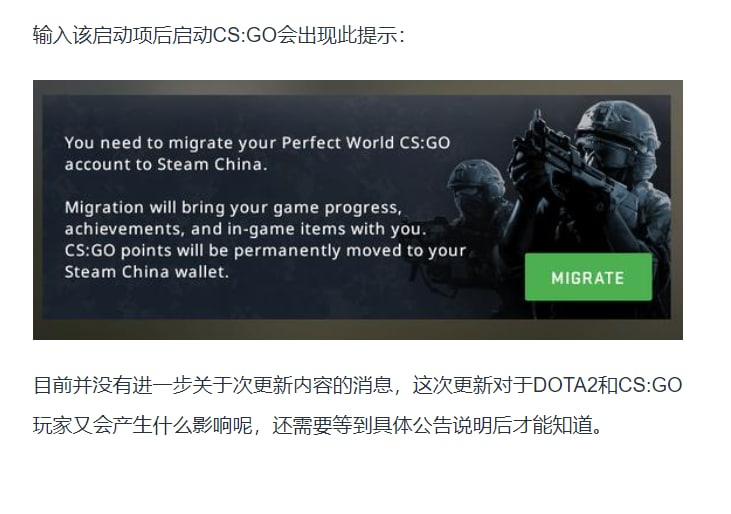 输入该启动项后启动CS:GO会出现此提示：
You need to migrate your Perfect World CS:GO
account to Steam China.
Migration will bring your game progress,
achievements, and in-game items with you.
CS:GO points will be permanently moved to your
Steam China wallet.
MIGRATE
目前并没有进一步关于次更新内容的消息，这次更新对于DOTA2和CS:GO
玩家又会产生什么影响呢，还需要等到具体公告说明后才能知道。